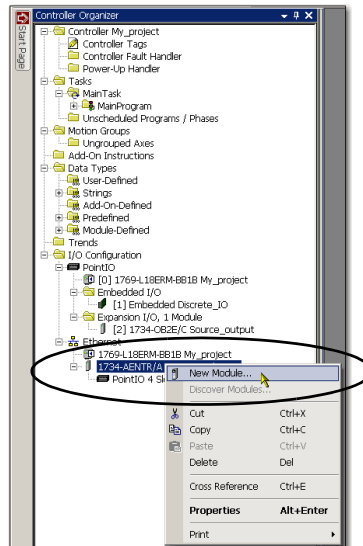 Controller Organizer
Start Page
Controller My_project
Controller Tags
Controller Fault Handler
Power-Up Handler
Tasks
MainTask
MainProgram
Unscheduled Programs / Phases
Motion Groups
Ungrouped Axes
Add-On Instructions
Data Types
User-Defined
Strings
Add-On-Defined
Predefined
Module-Defined
Trends
I/O Configuration
PointIO
[0] 1769-L18ERM-BB1B My_project
Embedded I/O
[1] Embedded Discrete_IO
Expansion I/O, 1 Module
[2] 1734-OB2E/C Source_output
Ethernet
1769-L18ERM-BB1B My_project
1734-AENTR/A
PointIO 4
New Module...
Discover Modules...
Cut Ctrl+X
Copy Ctrl+C
Paste Ctrl+V
Delete Del
Cross Reference Ctrl+E
Properties Alt+Enter
Print